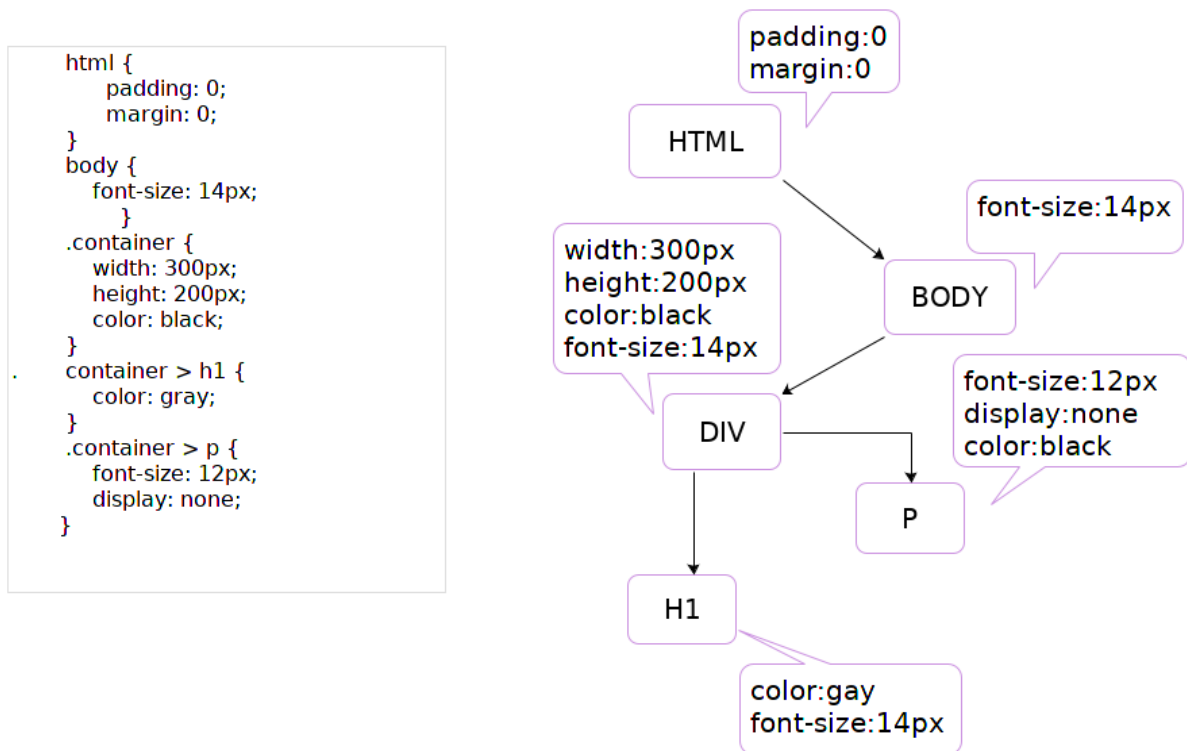 html {
padding: 0;
margin: 0;
}
body {
font-size: 14px;
}
.container {
width: 300px;
height: 200px;
color: black;
}
. container > h1 {
color: gray;
}
.container > p {
font-size: 12px;
display: none;
}
padding:0
margin:0
HTML
font-size:14px
BODY
width:300px
height:200px
color:black
font-size:14px
DIV
font-size:12px
display:none
color:black
P
H1
color:gay
font-size:14px